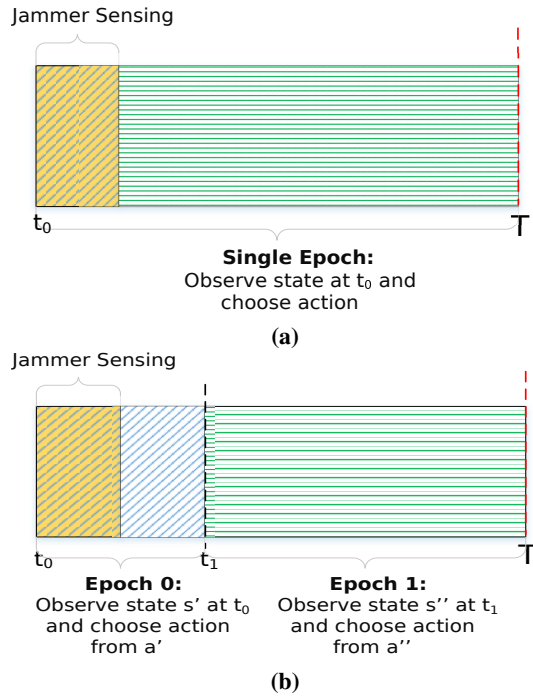 Jammer Sensing
t₀
T
Single Epoch:
Observe state at t₀ and
choose action
(a)
Jammer Sensing
t₀
t₁
T
Epoch 0:
Observe state s' at t₀
and choose action
from a'
Epoch 1:
Observe state s'' at t₁
and choose action
from a''
(b)